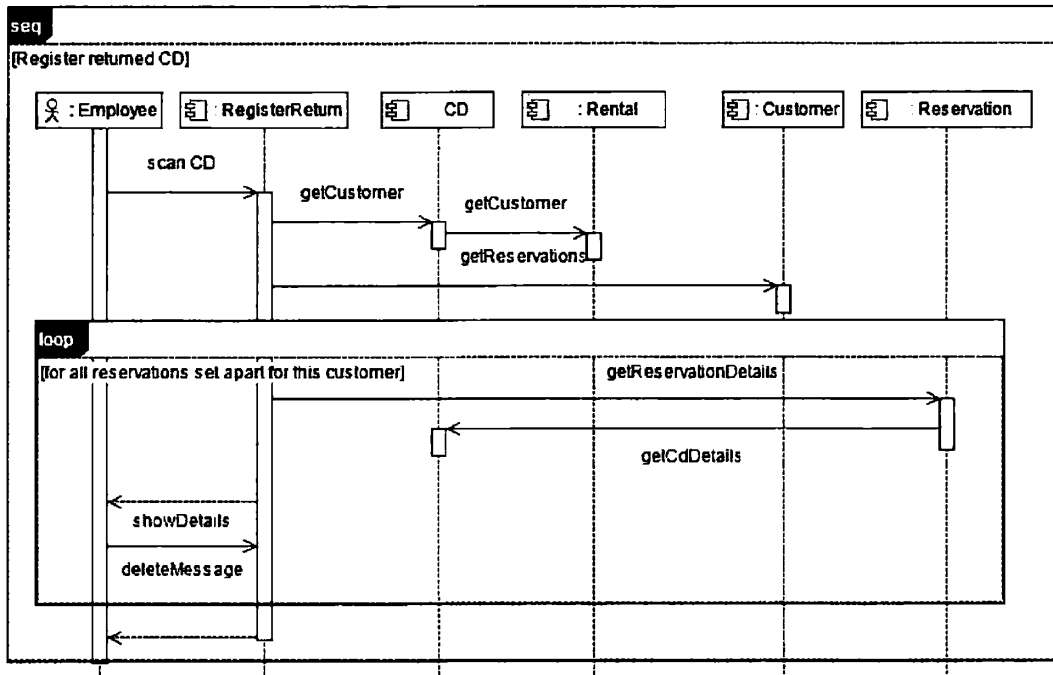 seq
[Register returned CD]
: Employee
: RegisterReturn
CD
: Rental
: Customer
: Reservation
scan CD
getCustomer
getCustomer
getReservations
loop
[for all reservations set apart for this customer]
getReservationDetails
getCdDetails
showDetails
deleteMessage